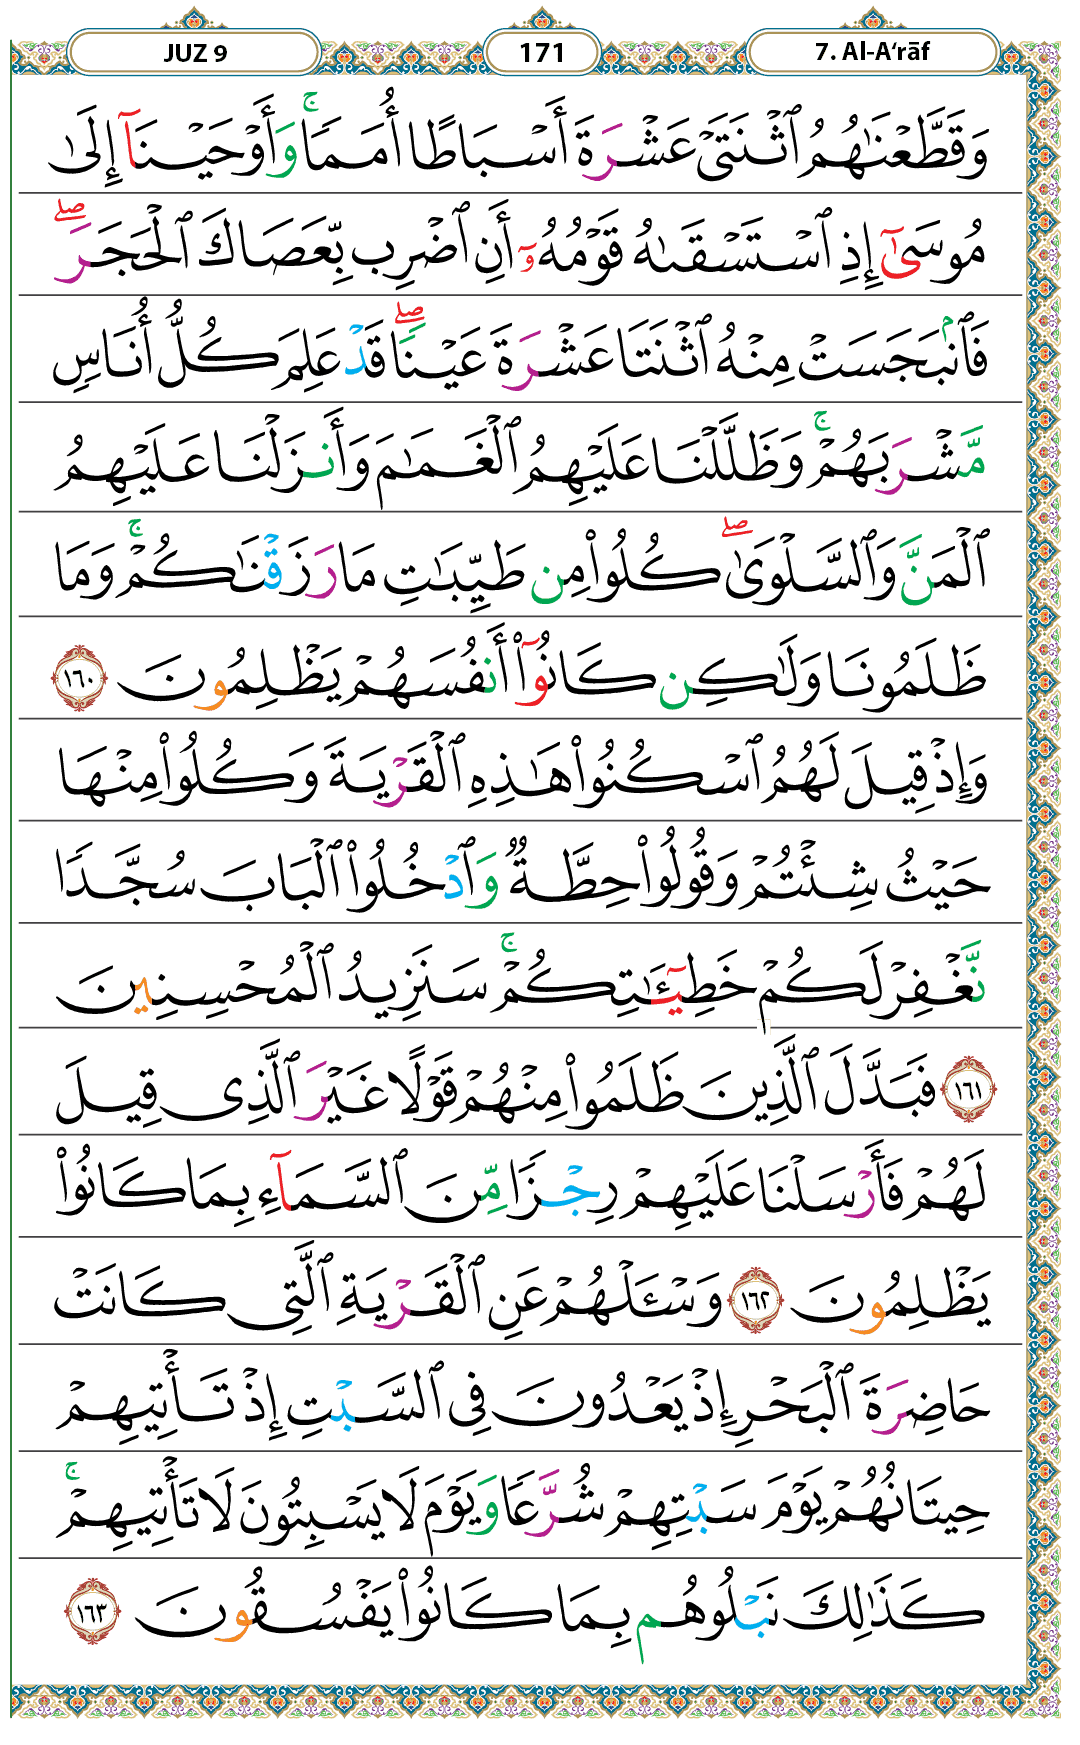 JUZ 9 171 7. Al-A‘rāf
وَقَطَّعْنَـٰهُمُ ٱثْنَتَىْ عَشْرَةَ أَسْبَاطًا أُمَمًا ۚ وَأَوْحَيْنَآ إِلَىٰ
مُوسَىٰٓ إِذِ ٱسْتَسْقَىٰهُ قَوْمُهُۥٓ أَنِ ٱضْرِب بِّعَصَاكَ ٱلْحَجَرَ ۖ
فَٱنۢبَجَسَتْ مِنْهُ ٱثْنَتَا عَشْرَةَ عَيْنًا ۖ قَدْ عَلِمَ كُلُّ أُنَاسٍ
مَّشْرَبَهُمْ ۚ وَظَلَّلْنَا عَلَيْهِمُ ٱلْغَمَـٰمَ وَأَنزَلْنَا عَلَيْهِمُ
ٱلْمَنَّ وَٱلسَّلْوَىٰ ۖ كُلُوا۟ مِن طَيِّبَـٰتِ مَا رَزَقْنَـٰكُمْ ۚ وَمَا
ظَلَمُونَا وَلَـٰكِن كَانُوٓا۟ أَنفُسَهُمْ يَظْلِمُونَ ١٦٠
وَإِذْ قِيلَ لَهُمُ ٱسْكُنُوا۟ هَـٰذِهِ ٱلْقَرْيَةَ وَكُلُوا۟ مِنْهَا
حَيْثُ شِئْتُمْ وَقُولُوا۟ حِطَّةٌ وَٱدْخُلُوا۟ ٱلْبَابَ سُجَّدًا
نَّغْفِرْ لَكُمْ خَطِيٓـَٔـٰتِكُمْ ۚ سَنَزِيدُ ٱلْمُحْسِنِينَ
١٦١ فَبَدَّلَ ٱلَّذِينَ ظَلَمُوا۟ مِنْهُمْ قَوْلًا غَيْرَ ٱلَّذِى قِيلَ
لَهُمْ فَأَرْسَلْنَا عَلَيْهِمْ رِجْزًا مِّنَ ٱلسَّمَآءِ بِمَا كَانُوا۟
يَظْلِمُونَ ١٦٢ وَسْـَٔلْهُمْ عَنِ ٱلْقَرْيَةِ ٱلَّتِى كَانَتْ
حَاضِرَةَ ٱلْبَحْرِ إِذْ يَعْدُونَ فِى ٱلسَّبْتِ إِذْ تَأْتِيهِمْ
حِيتَانُهُمْ يَوْمَ سَبْتِهِمْ شُرَّعًا وَيَوْمَ لَا يَسْبِتُونَ لَا تَأْتِيهِمْ ۚ
كَذَٰلِكَ نَبْلُوهُم بِمَا كَانُوا۟ يَفْسُقُونَ ١٦٣